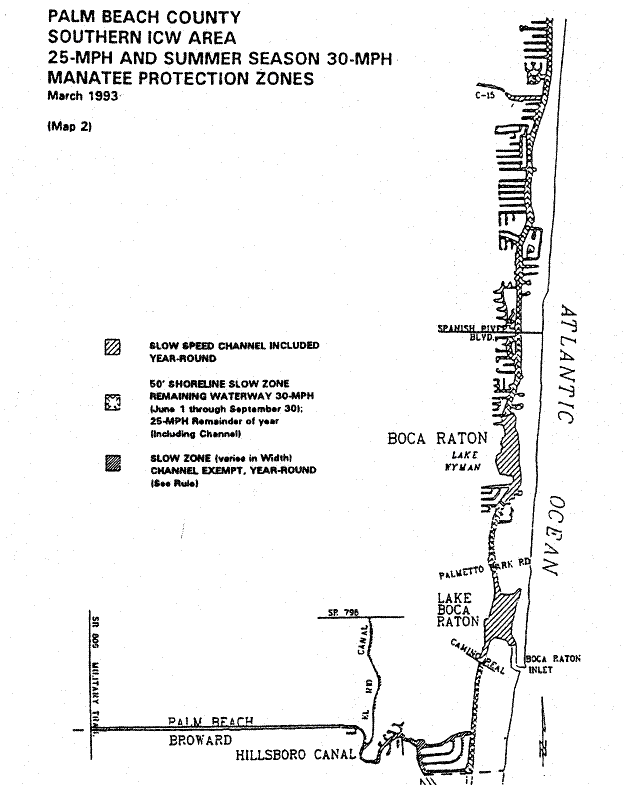 PALM BEACH COUNTY
SOUTHERN ICW AREA
25-MPH AND SUMMER SEASON 30-MPH
MANATEE PROTECTION ZONES
March 1993
(Map 2)
C-15
SPANISH RIVER
BLVD.
SLOW SPEED CHANNEL INCLUDED
YEAR-ROUND
50' SHORELINE SLOW ZONE
REMAINING WATERWAY 30-MPH
(June 1 through September 30);
25-MPH Remainder of year
(Including Channel)
SLOW ZONE (varies in Width)
CHANNEL EXEMPT, YEAR-ROUND
(See Rule)
ATLANTIC
OCEAN
BOCA RATON
LAKE
WYMAN
PALMETTO PARK RD
LAKE
BOCA
RATON
CAMINO REAL
BOCA RATON
INLET
SR 798
EL RIO CANAL
SR 809 MILITARY TRAIL
PALM BEACH
BROWARD
HILLSBORO CANAL